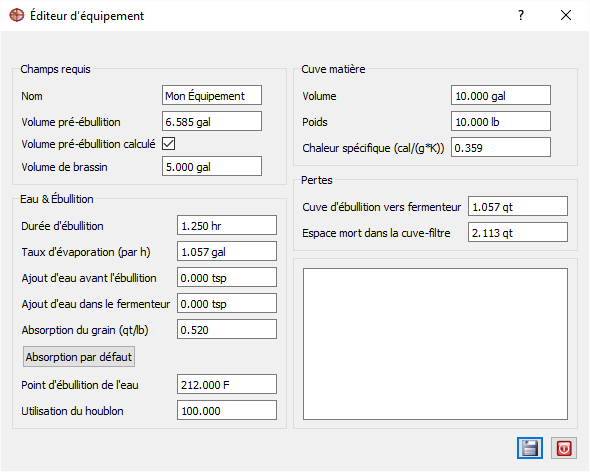 Éditeur d'équipement
Champs requis
Nom Mon Équipement
Volume pré-ébullition 6.585 gal
Volume pré-ébullition calculé
Volume de brassin 5.000 gal
Eau & Ébullition
Durée d'ébullition 1.250 hr
Taux d'évaporation (par h) 1.057 gal
Ajout d'eau avant l'ébullition 0.000 tsp
Ajout d'eau dans le fermenteur 0.000 tsp
Absorption du grain (qt/lb) 0.520
Absorption par défaut
Point d'ébullition de l'eau 212.000 F
Utilisation du houblon 100.000
Cuve matière
Volume 10.000 gal
Poids 10.000 lb
Chaleur spécifique (cal/(g*K)) 0.359
Pertes
Cuve d'ébullition vers fermenteur 1.057 qt
Espace mort dans la cuve-filtre 2.113 qt